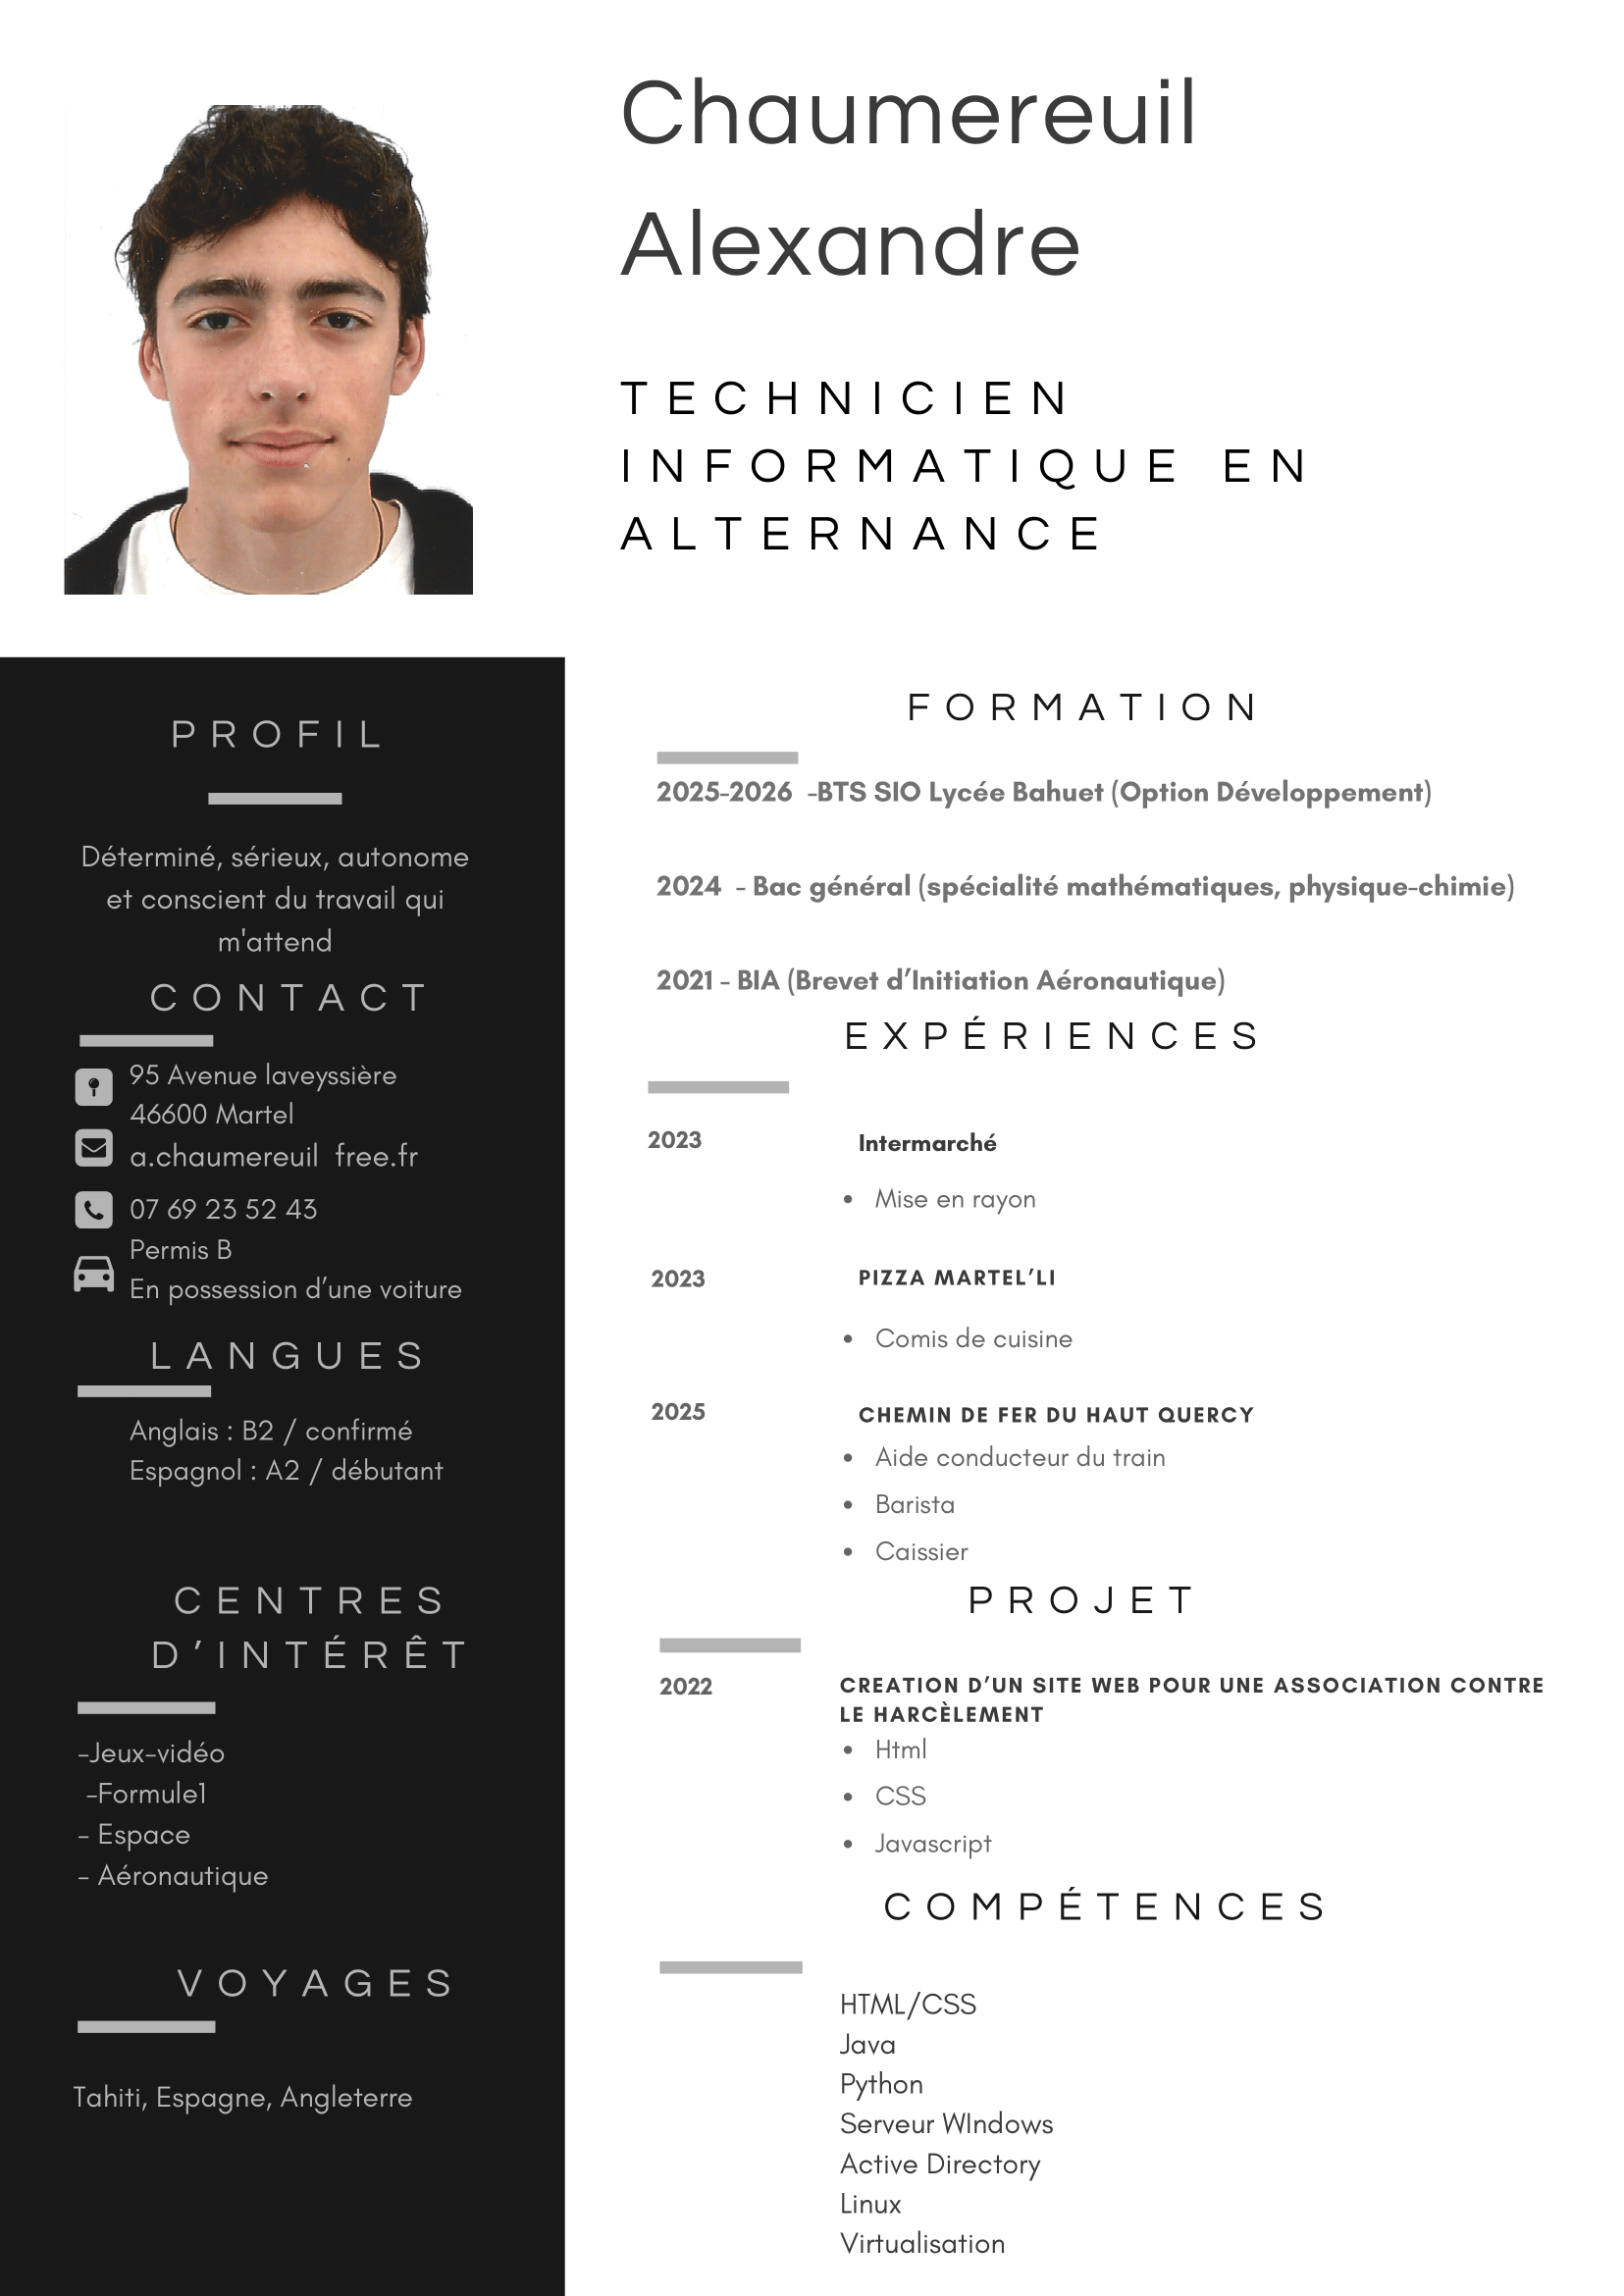 Chaumereuil
Alexandre
TECHNICIEN
INFORMATIQUE EN
ALTERNANCE
PROFIL
Déterminé, sérieux, autonome
et conscient du travail qui
m'attend
CONTACT
95 Avenue laveyssière
46600 Martel
a.chaumereuil  free.fr
07 69 23 52 43
Permis B
En possession d’une voiture
LANGUES
Anglais : B2 / confirmé
Espagnol : A2 / débutant
CENTRES
D’INTÉRÊT
-Jeux-vidéo
-Formule1
- Espace
- Aéronautique
VOYAGES
Tahiti, Espagne, Angleterre
FORMATION
2025-2026  -BTS SIO Lycée Bahuet (Option Développement)
2024  - Bac général (spécialité mathématiques, physique-chimie)
2021 - BIA (Brevet d’Initiation Aéronautique)
EXPÉRIENCES
2023 Intermarché
• Mise en rayon
2023 PIZZA MARTEL’LI
• Comis de cuisine
2025 CHEMIN DE FER DU HAUT QUERCY
• Aide conducteur du train
• Barista
• Caissier
PROJET
2022 CREATION D’UN SITE WEB POUR UNE ASSOCIATION CONTRE
LE HARCÈLEMENT
• Html
• CSS
• Javascript
COMPÉTENCES
HTML/CSS
Java
Python
Serveur WIndows
Active Directory
Linux
Virtualisation